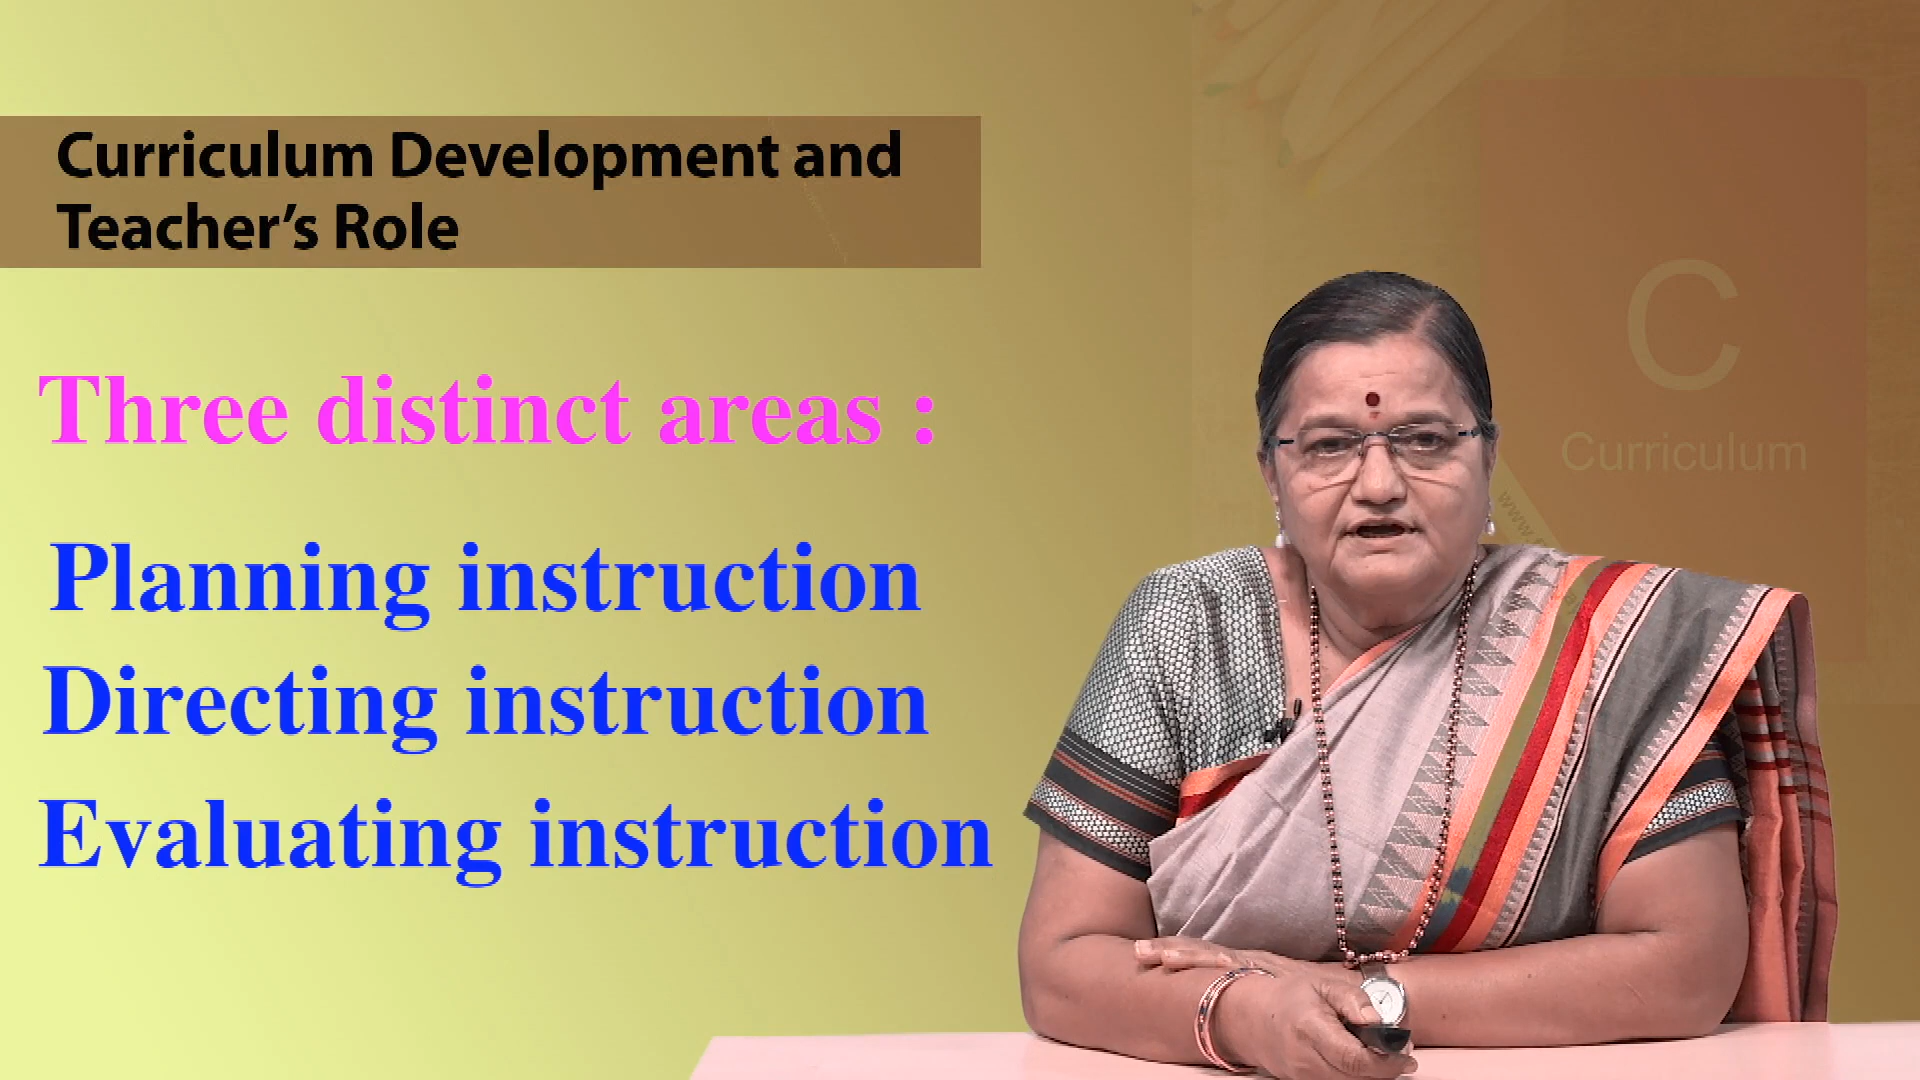 Curriculum Development and
Teacher’s Role
Three distinct areas :
Planning instruction
Directing instruction
Evaluating instruction
C
Curriculum